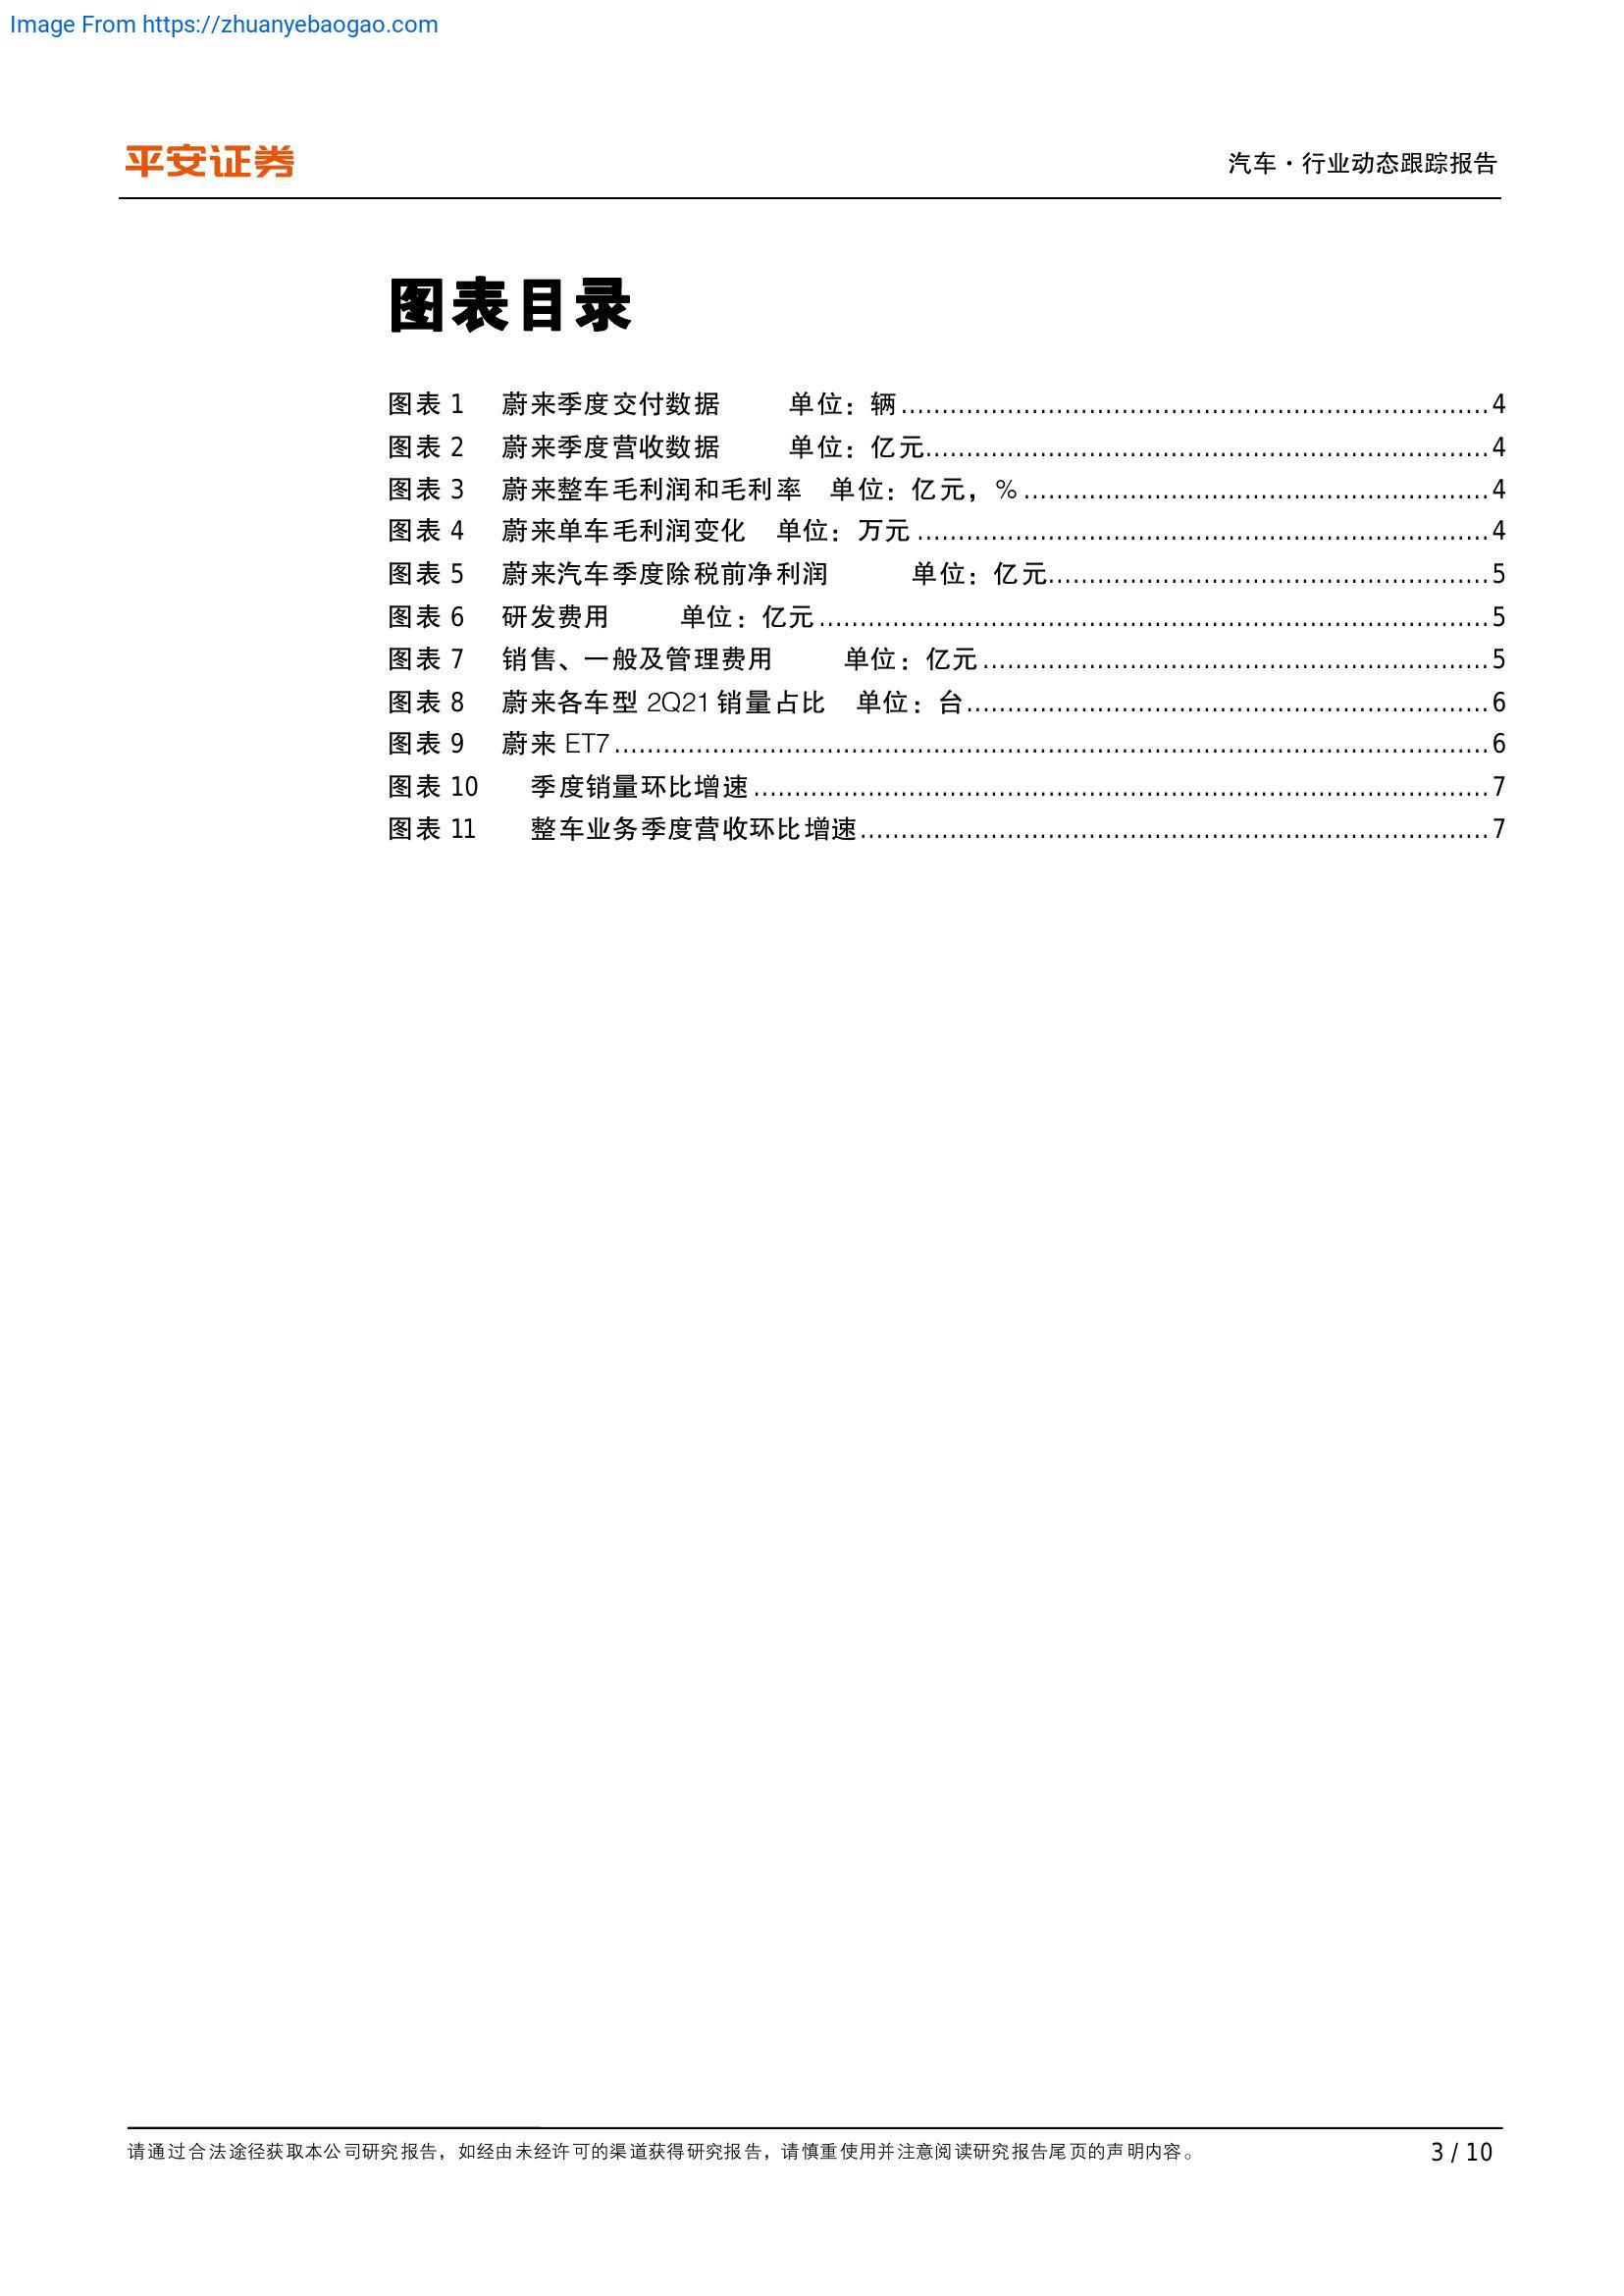 Image From https://zhuanyebaogao.com
平安证券
汽车·行业动态跟踪报告
图表目录
图表 1 蔚来季度交付数据 单位：辆........................................................................4
图表 2 蔚来季度营收数据 单位：亿元.....................................................................4
图表 3 蔚来整车毛利润和毛利率 单位：亿元，%.........................................................4
图表 4 蔚来单车毛利润变化 单位：万元......................................................................4
图表 5 蔚来汽车季度除税前净利润 单位：亿元......................................................5
图表 6 研发费用 单位：亿元..................................................................................5
图表 7 销售、一般及管理费用 单位：亿元..............................................................5
图表 8 蔚来各车型 2Q21 销量占比 单位：台................................................................6
图表 9 蔚来 ET7...........................................................................................................6
图表 10 季度销量环比增速..........................................................................................7
图表 11 整车业务季度营收环比增速.............................................................................7
请通过合法途径获取本公司研究报告，如经由未经许可的渠道获得研究报告，请慎重使用并注意阅读研究报告尾页的声明内容。
3 / 10